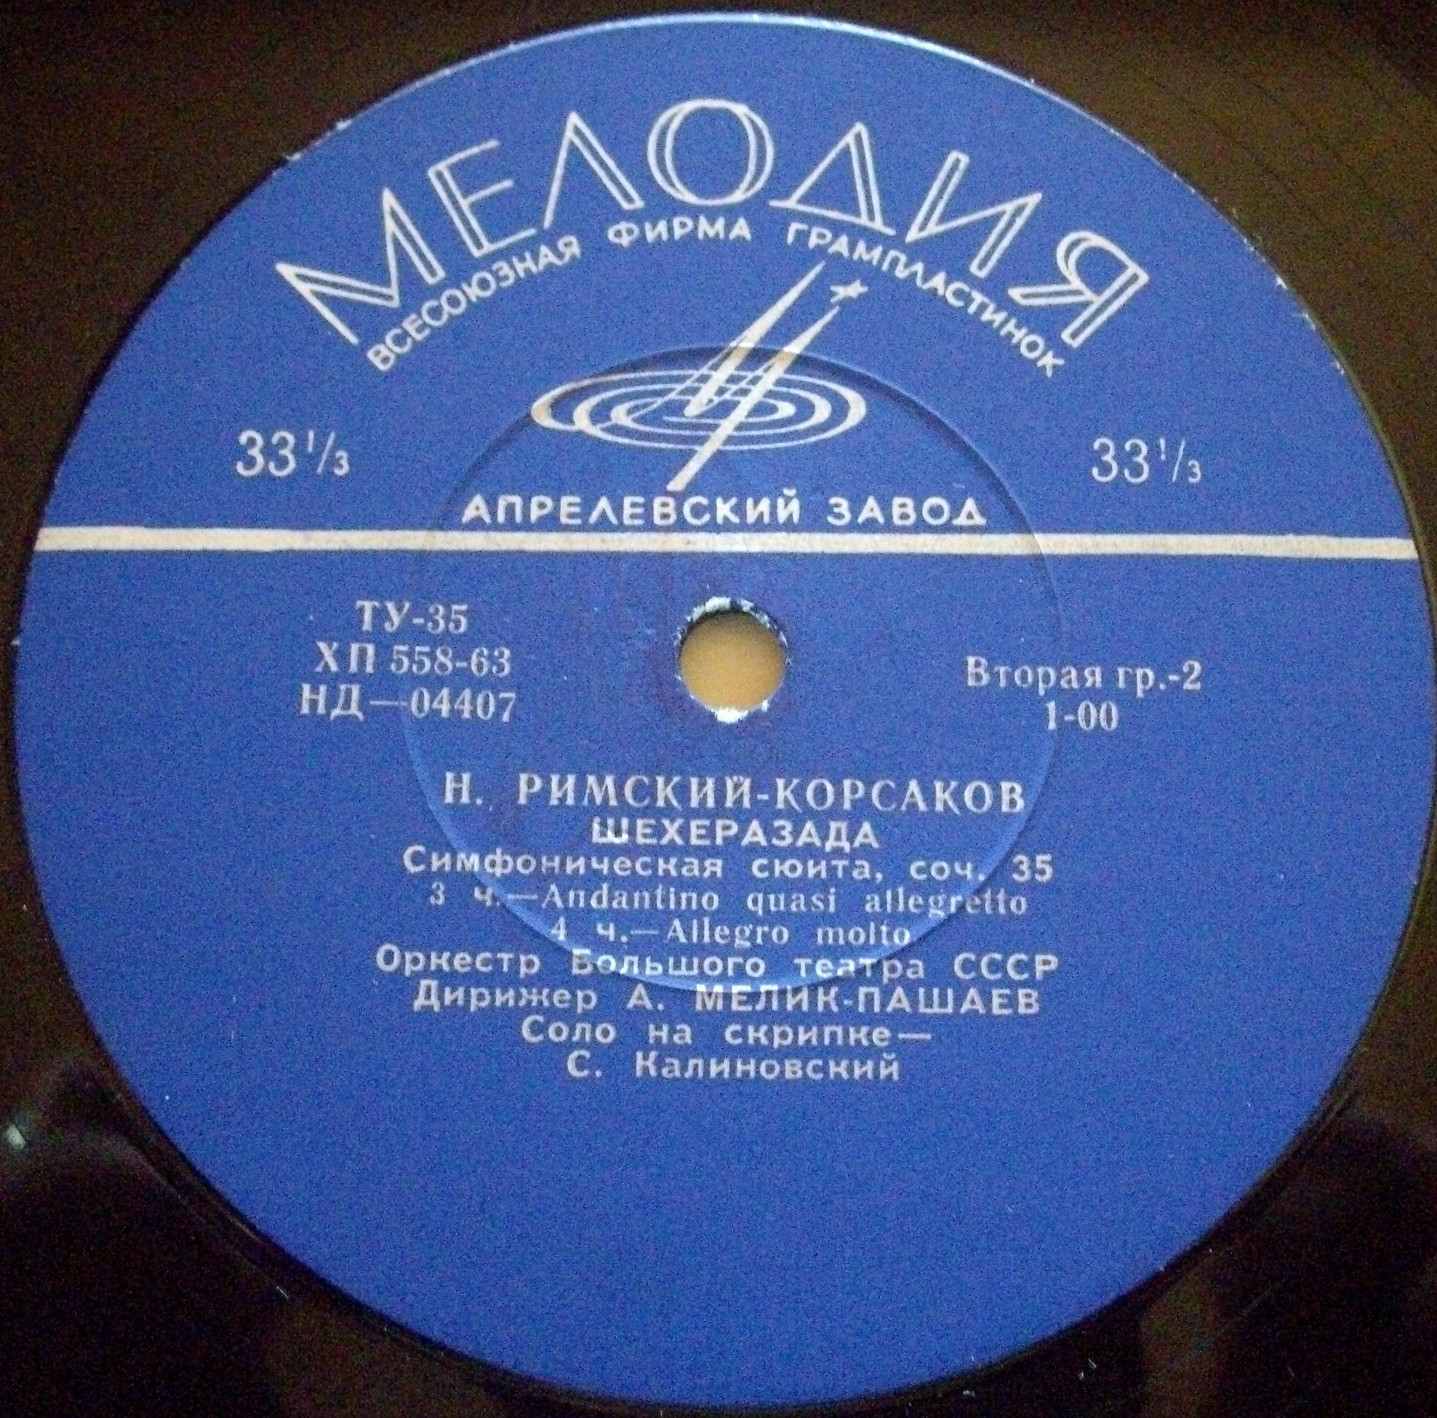 МЕЛОДИЯ
ВСЕСОЮЗНАЯ ФИРМА ГРАМПЛАСТИНОК
33⅓ 33⅓
АПРЕЛЕВСКИЙ ЗАВОД
ТУ-35
ХП 558-63
НД—04407
Вторая гр.-2
1-00
Н. РИМСКИЙ-КОРСАКОВ
ШЕХЕРАЗАДА
Симфоническая сюита, соч. 35
3 ч.—Andantino quasi allegretto
4 ч.—Allegro molto
Оркестр Большого театра СССР
Дирижер А. МЕЛИК-ПАШАЕВ
Соло на скрипке—
С. Калиновский